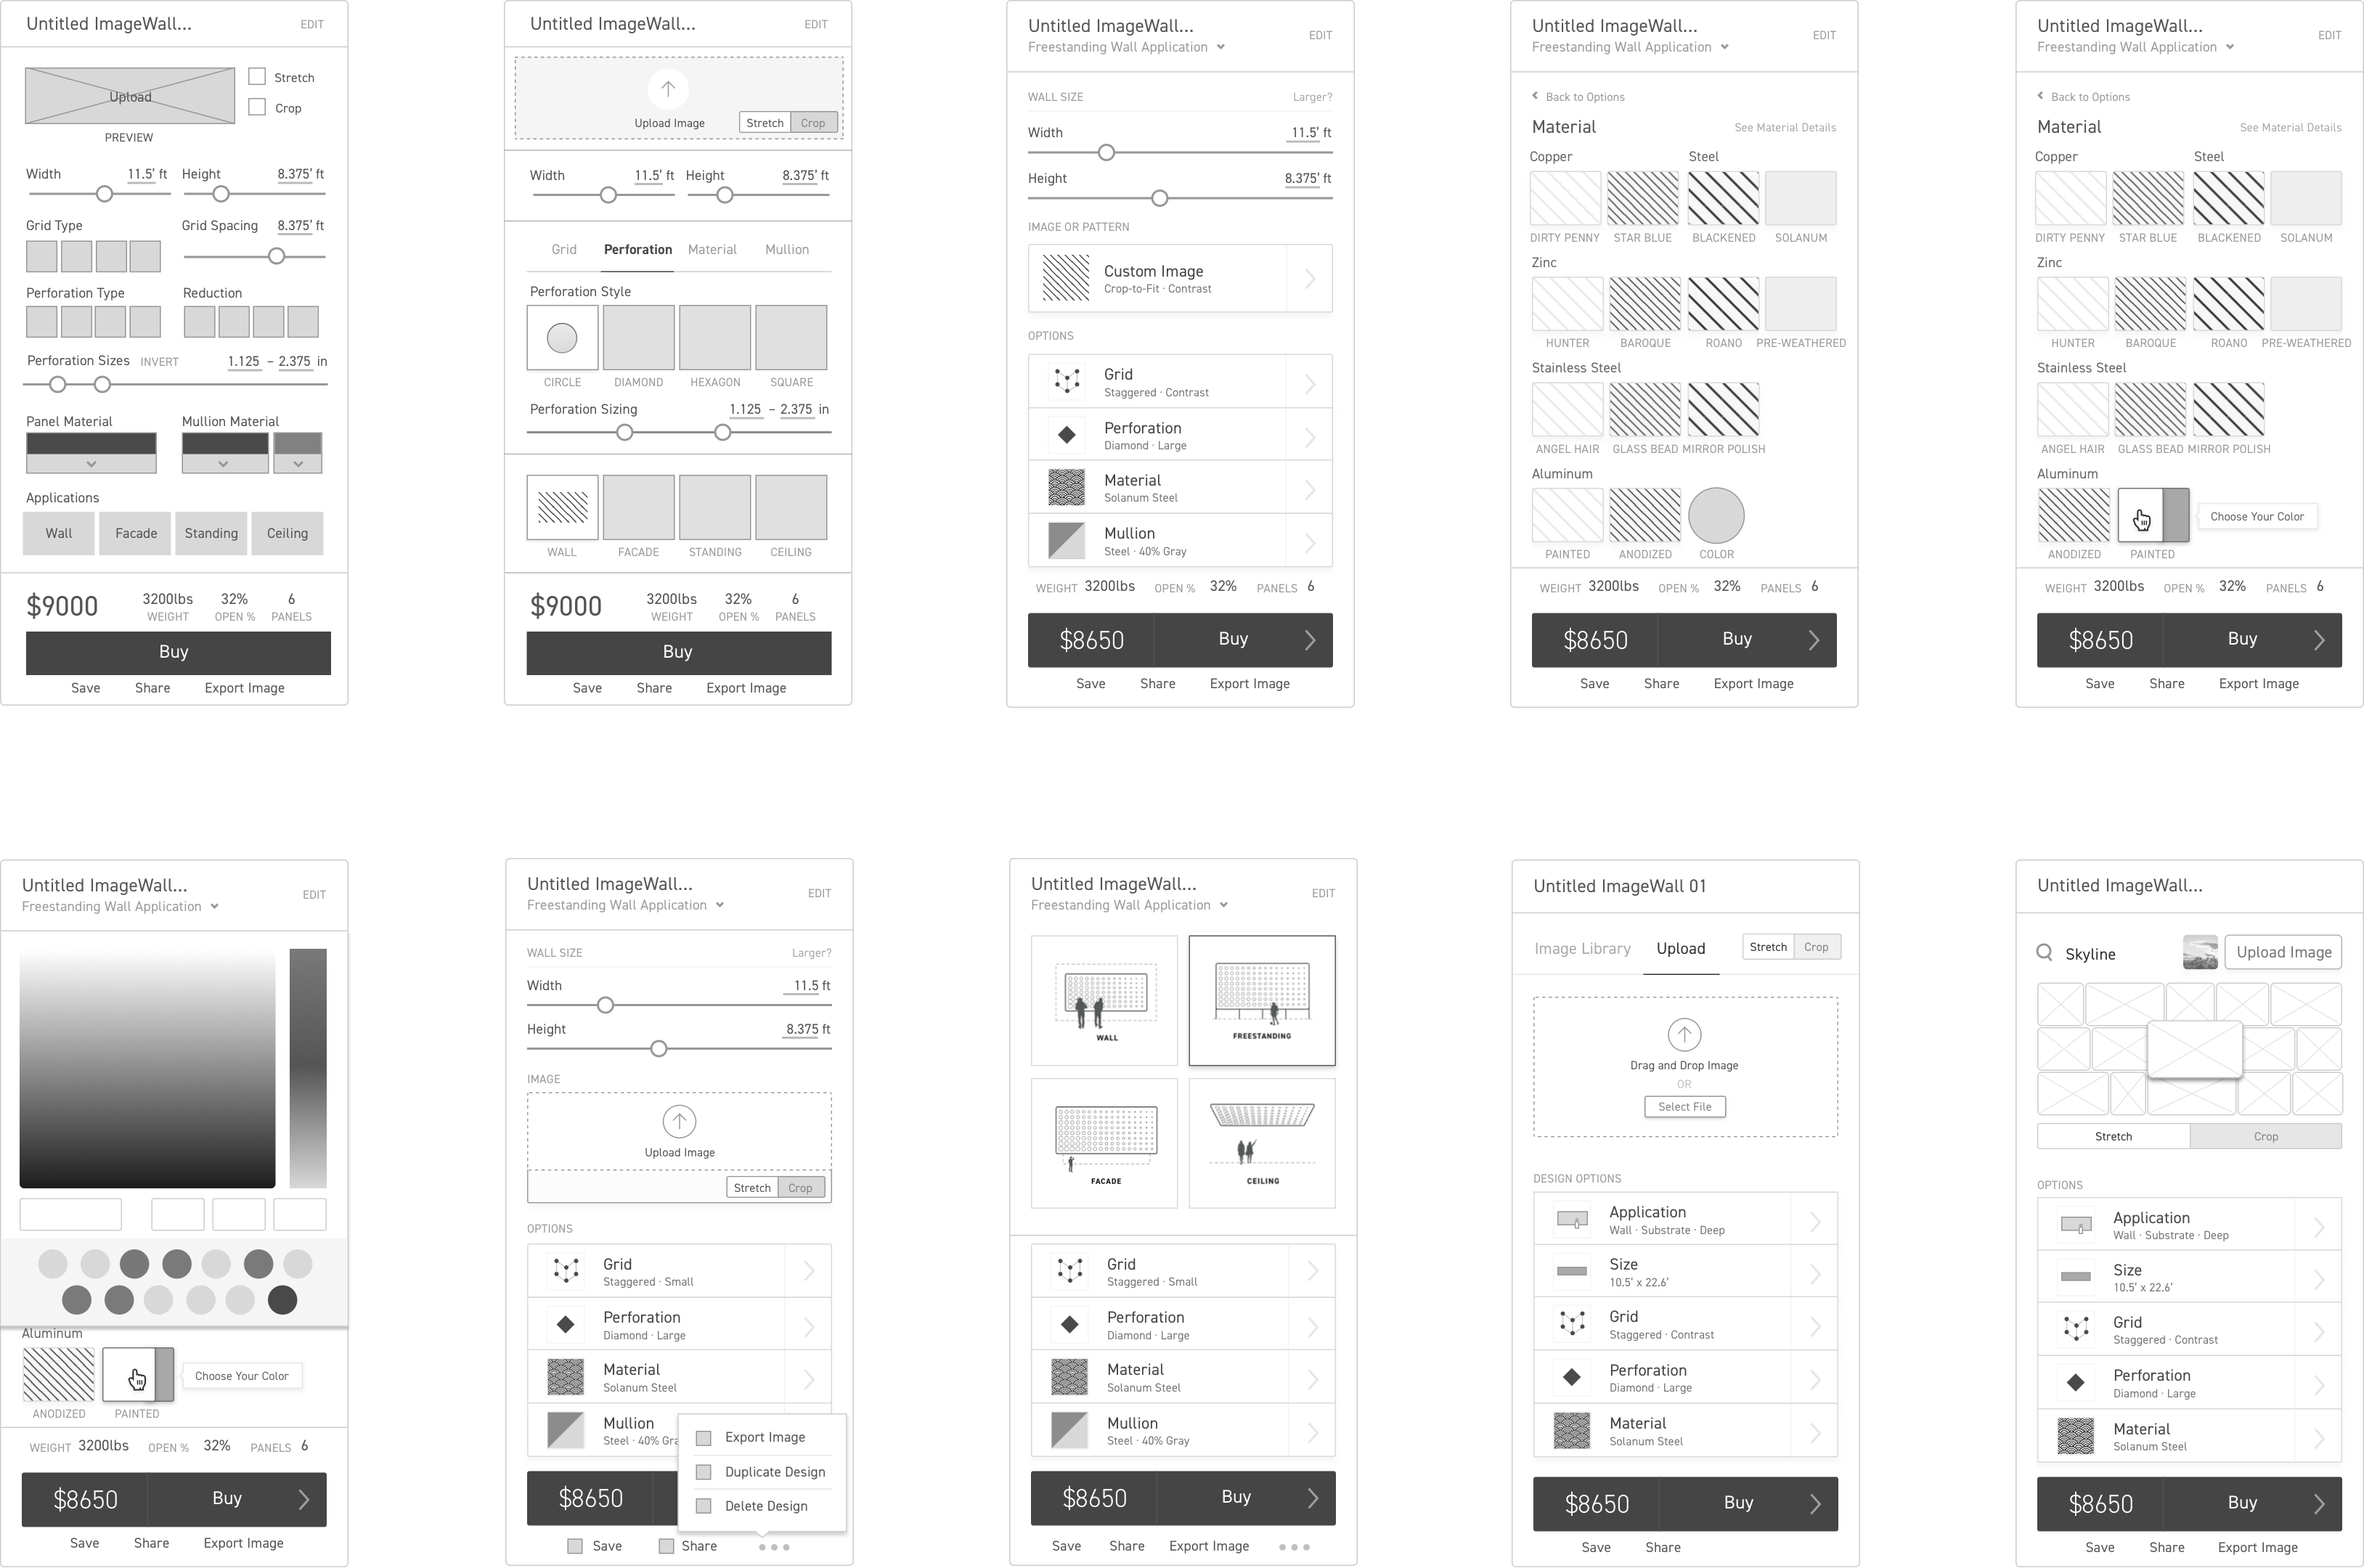 Untitled ImageWall...
EDIT
Upload
Stretch
Crop
PREVIEW
Width 11.5' ft Height 8.375' ft
Grid Type Grid Spacing 8.375' ft
Perforation Type Reduction
Perforation Sizes INVERT 1.125 – 2.375 in
Panel Material Mullion Material
Applications
Wall Facade Standing Ceiling
$9000 3200lbs 32% 6
WEIGHT OPEN % PANELS
Buy
Save Share Export Image
Untitled ImageWall...
EDIT
Upload Image Stretch Crop
Width 11.5' ft Height 8.375' ft
Grid Perforation Material Mullion
Perforation Style
CIRCLE DIAMOND HEXAGON SQUARE
Perforation Sizing 1.125 – 2.375 in
WALL FACADE STANDING CEILING
$9000 3200lbs 32% 6
WEIGHT OPEN % PANELS
Buy
Save Share Export Image
Untitled ImageWall...
Freestanding Wall Application
EDIT
WALL SIZE Larger?
Width 11.5' ft
Height 8.375' ft
IMAGE OR PATTERN
Custom Image
Crop-to-Fit · Contrast
OPTIONS
Grid
Staggered · Contrast
Perforation
Diamond · Large
Material
Solanum Steel
Mullion
Steel · 40% Gray
WEIGHT 3200lbs OPEN % 32% PANELS 6
$8650 Buy
Save Share Export Image
Untitled ImageWall...
Freestanding Wall Application
EDIT
Back to Options
Material See Material Details
Copper Steel
DIRTY PENNY STAR BLUE BLACKENED SOLANUM
Zinc
HUNTER BAROQUE ROANO PRE-WEATHERED
Stainless Steel
ANGEL HAIR GLASS BEAD MIRROR POLISH
Aluminum
PAINTED ANODIZED COLOR
WEIGHT 3200lbs OPEN % 32% PANELS 6
$8650 Buy
Save Share Export Image
Untitled ImageWall...
Freestanding Wall Application
EDIT
Back to Options
Material See Material Details
Copper Steel
DIRTY PENNY STAR BLUE BLACKENED SOLANUM
Zinc
HUNTER BAROQUE ROANO PRE-WEATHERED
Stainless Steel
ANGEL HAIR GLASS BEAD MIRROR POLISH
Aluminum
Choose Your Color
ANODIZED PAINTED
WEIGHT 3200lbs OPEN % 32% PANELS 6
$8650 Buy
Save Share Export Image
Untitled ImageWall...
Freestanding Wall Application
EDIT
Aluminum
Choose Your Color
ANODIZED PAINTED
WEIGHT 3200lbs OPEN % 32% PANELS 6
$8650 Buy
Save Share Export Image
Untitled ImageWall...
Freestanding Wall Application
EDIT
WALL SIZE Larger?
Width 11.5 ft
Height 8.375 ft
IMAGE
Upload Image
Stretch Crop
OPTIONS
Grid
Staggered · Small
Perforation
Diamond · Large
Material
Solanum Steel
Mullion
Steel · 40% Gra
Export Image
Duplicate Design
Delete Design
$8650
Save Share
Untitled ImageWall...
Freestanding Wall Application
EDIT
WALL FREESTANDING
FACADE CEILING
Grid
Staggered · Small
Perforation
Diamond · Large
Material
Solanum Steel
Mullion
Steel · 40% Gray
$8650 Buy
Save Share Export Image
Untitled ImageWall 01
Image Library Upload Stretch Crop
Drag and Drop Image
OR
Select File
DESIGN OPTIONS
Application
Wall · Substrate · Deep
Size
10.5' x 22.6'
Grid
Staggered · Contrast
Perforation
Diamond · Large
Material
Solanum Steel
$8650 Buy
Save Share
Untitled ImageWall...
Skyline Upload Image
Stretch Crop
OPTIONS
Application
Wall · Substrate · Deep
Size
10.5' x 22.6'
Grid
Staggered · Contrast
Perforation
Diamond · Large
Material
Solanum Steel
$8650 Buy
Save Share Export Image